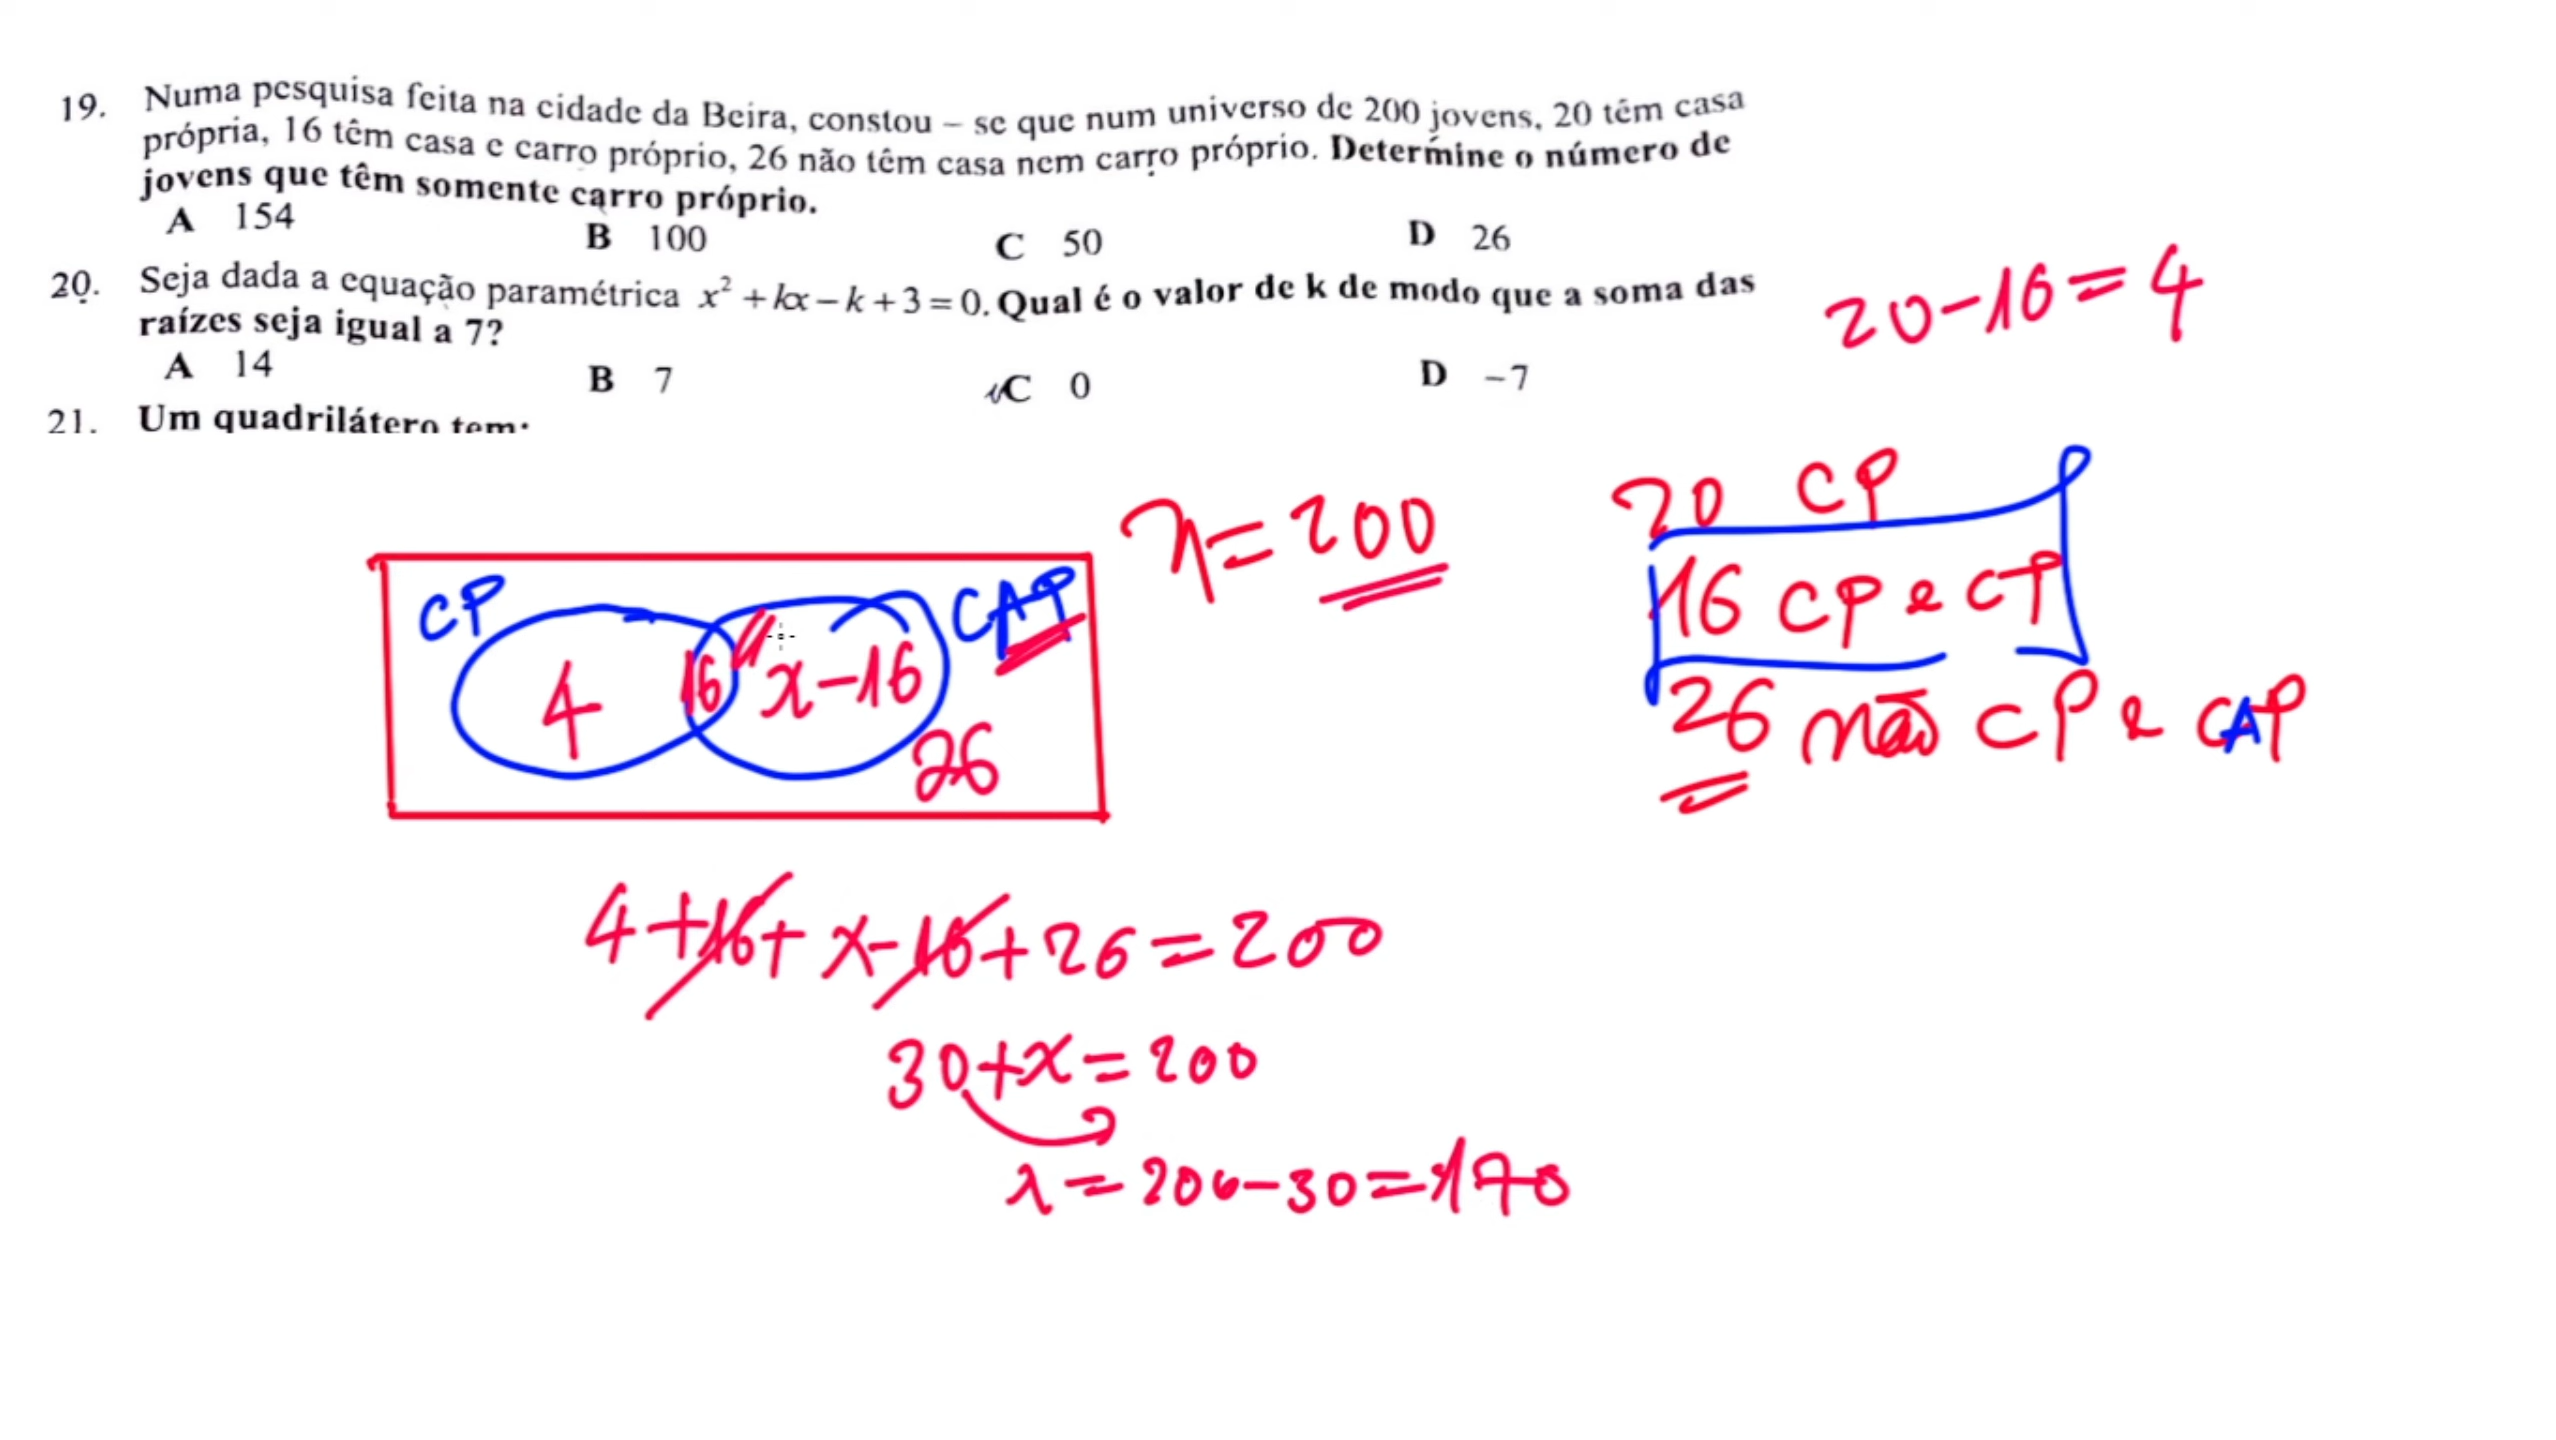 19. Numa pesquisa feita na cidade da Beira, constou – se que num universo de 200 jovens, 20 têm casa
própria, 16 têm casa e carro próprio, 26 não têm casa nem carro próprio. Determine o número de
jovens que têm somente carro próprio.
A 154 B 100 C 50 D 26
20. Seja dada a equação paramétrica x² + kx – k + 3 = 0. Qual é o valor de k de modo que a soma das
raízes seja igual a 7?
A 14 B 7 C 0 D –7
21. Um quadrilátero tem:
20-16=4
CP 4 16 x-16 CAP 26
n=200
20 CP
16 CP e CP
26 não CP e CAP
4+16+x-16+26=200
30+x=200
x=200-30=170